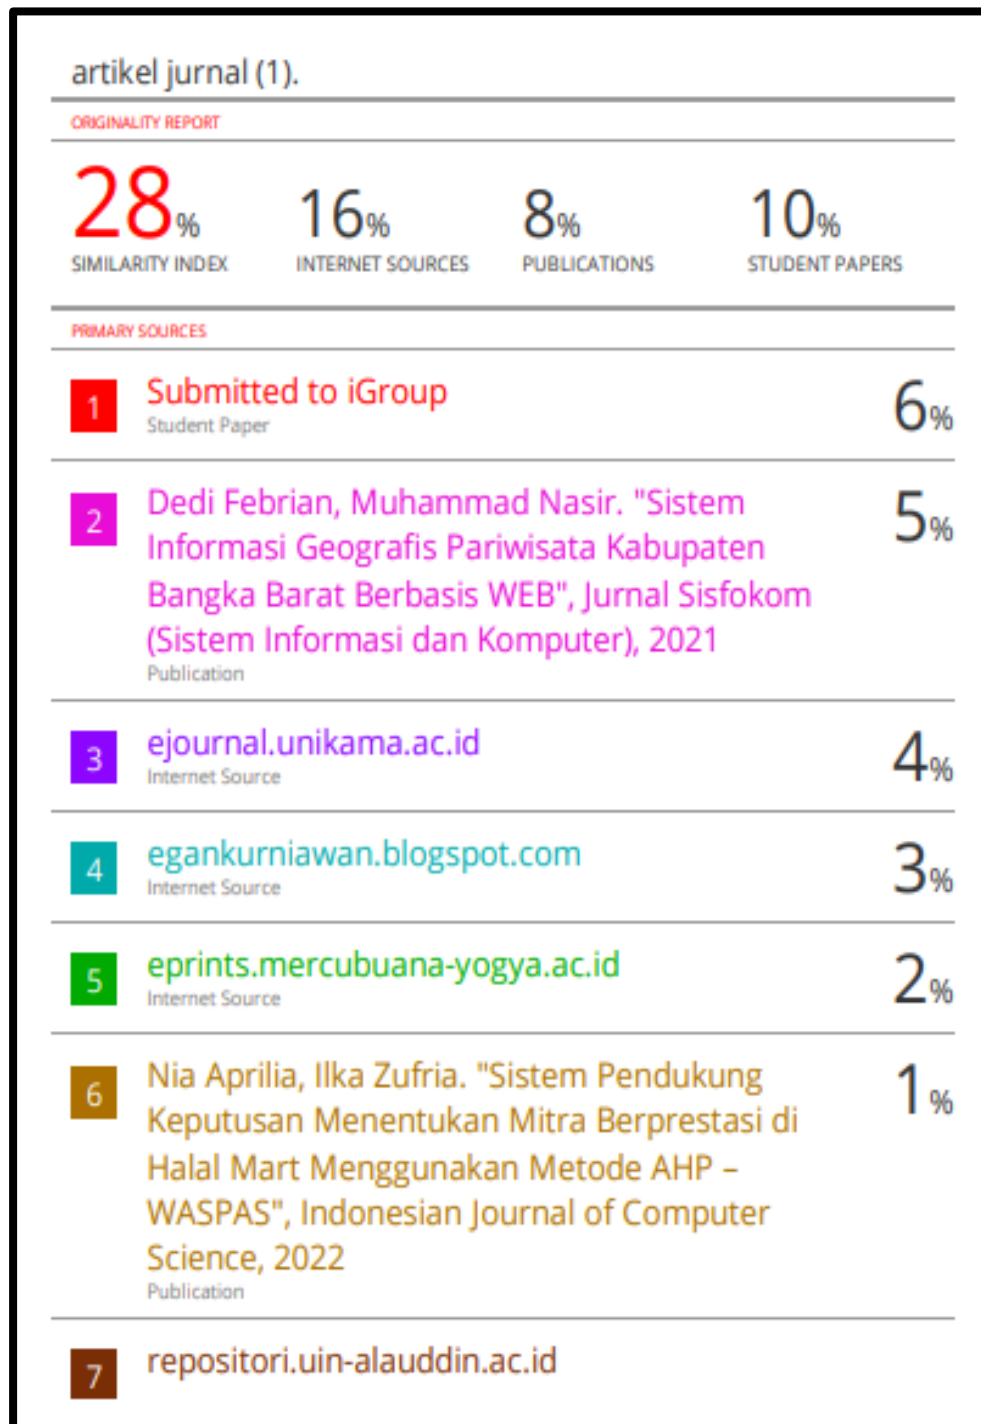 artikel jurnal (1).
ORIGINALITY REPORT
28% 16% 8% 10%
SIMILARITY INDEX INTERNET SOURCES PUBLICATIONS STUDENT PAPERS
PRIMARY SOURCES
1 Submitted to iGroup 6%
Student Paper
2 Dedi Febrian, Muhammad Nasir. "Sistem 5%
Informasi Geografis Pariwisata Kabupaten
Bangka Barat Berbasis WEB", Jurnal Sisfokom
(Sistem Informasi dan Komputer), 2021
Publication
3 ejournal.unikama.ac.id 4%
Internet Source
4 egankurniawan.blogspot.com 3%
Internet Source
5 eprints.mercubuana-yogya.ac.id 2%
Internet Source
6 Nia Aprilia, Ilka Zufria. "Sistem Pendukung 1%
Keputusan Menentukan Mitra Berprestasi di
Halal Mart Menggunakan Metode AHP –
WASPAS", Indonesian Journal of Computer
Science, 2022
Publication
7 repositori.uin-alauddin.ac.id